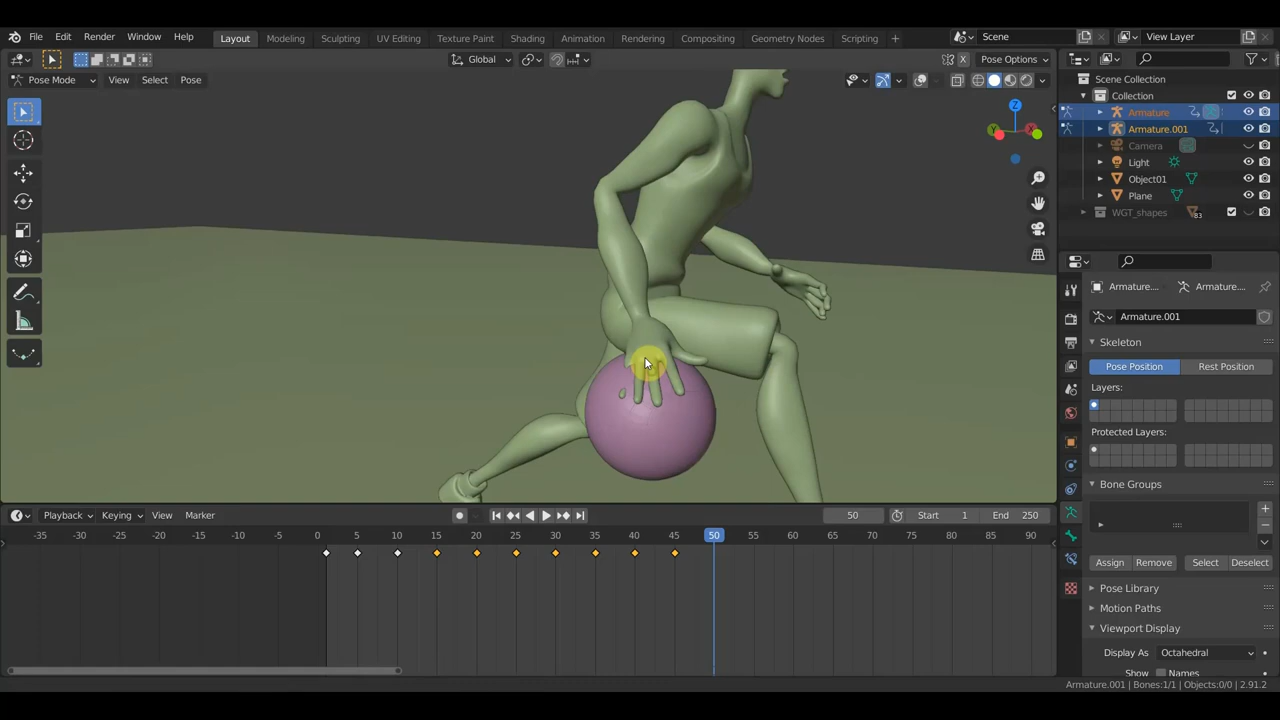 File Edit Render Window Help Layout Modeling Sculpting UV Editing Texture Paint Shading Animation Rendering Compositing Geometry Nodes Scripting + Scene View Layer
Global Pose Options
Pose Mode View Select Pose
Scene Collection
Collection
Armature
Armature.001
Camera
Light
Object01
Plane
WGT_shapes 83
X
Y
Z
Armature.... Armature....
Armature.001
Skeleton
Pose Position Rest Position
Layers:
Protected Layers:
Bone Groups
Assign Remove Select Deselect
Pose Library
Motion Paths
Viewport Display
Display As Octahedral
Show Names
Playback Keying View Marker 50 Start 1 End 250
-35 -30 -25 -20 -15 -10 -5 0 5 10 15 20 25 30 35 40 45 50 55 60 65 70 75 80 85 90
Armature.001 | Bones:1/1 | Objects:0/0 | 2.91.2